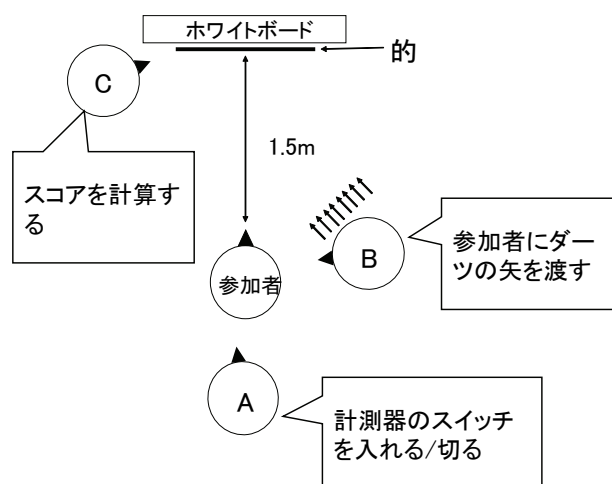 ホワイトボード
的
C
1.5m
スコアを計算す
る
参加者にダー
ツの矢を渡す
B
参加者
A
計測器のスイッチ
を入れる/切る